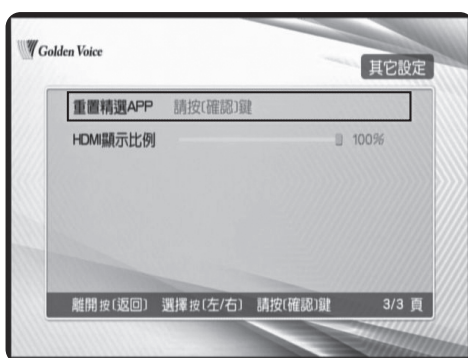 Golden Voice
其它設定
重置精選APP 請按(確認)鍵
HDMI顯示比例 100%
離開按(返回) 選擇按(左/右) 請按(確認)鍵 3/3 頁